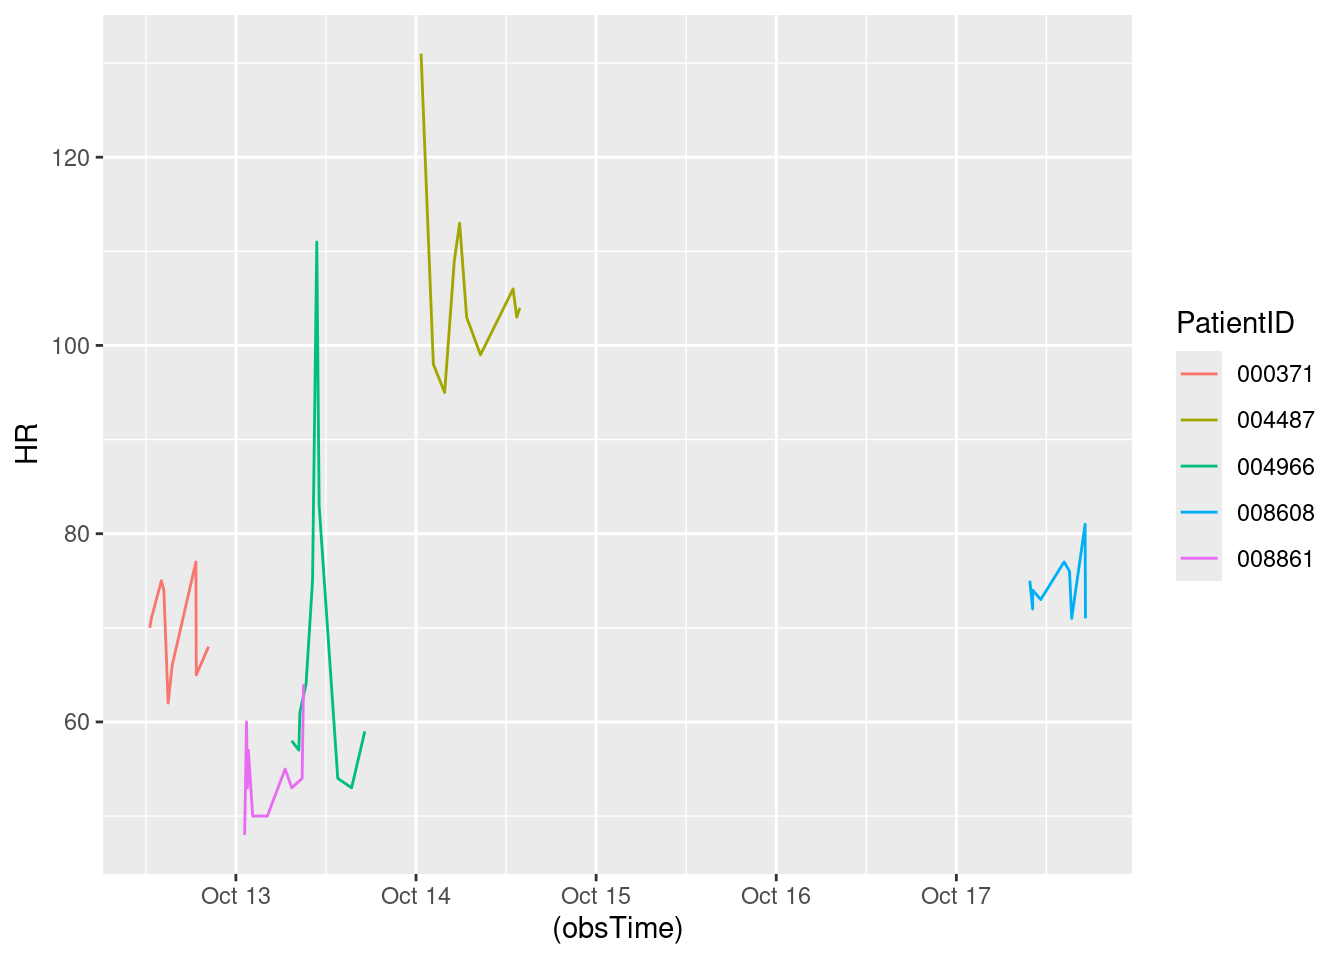 HR
120
100
80
60
Oct 13
Oct 14
Oct 15
Oct 16
Oct 17
(obsTime)
PatientID
000371
004487
004966
008608
008861